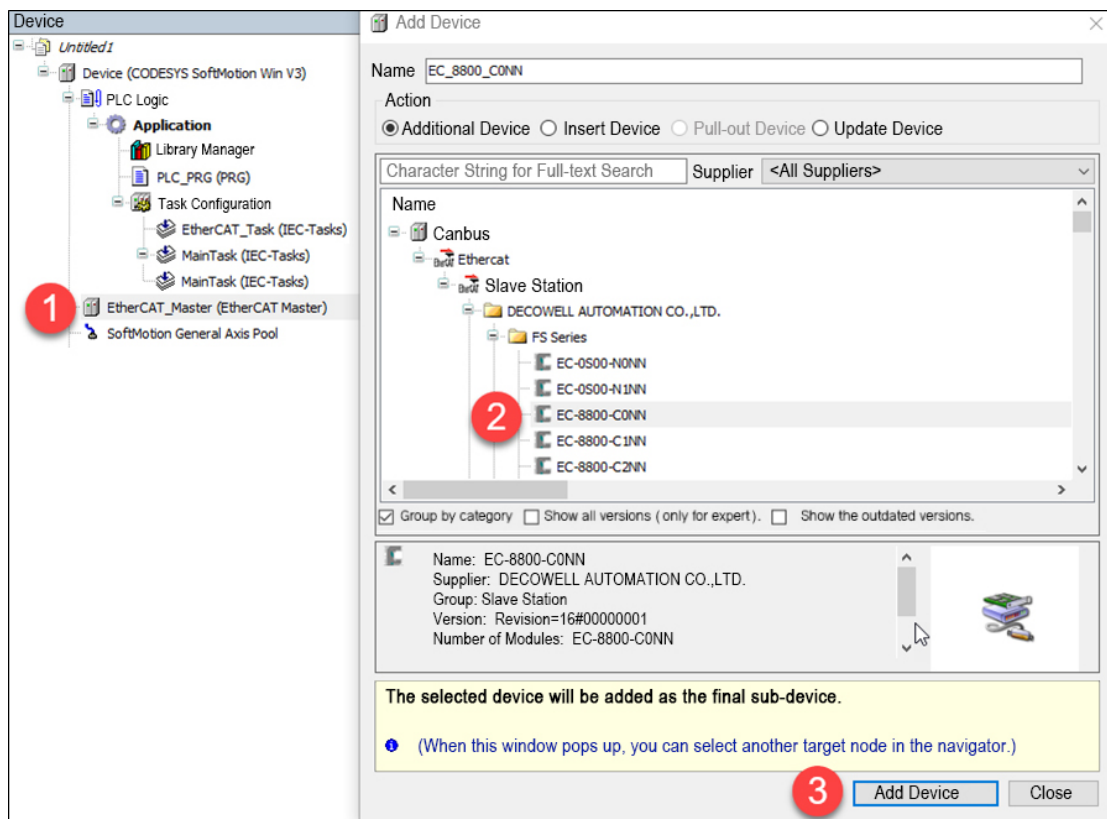 Device
Untitled1
Device (CODESYS SoftMotion Win V3)
PLC Logic
Application
Library Manager
PLC_PRG (PRG)
Task Configuration
EtherCAT_Task (IEC-Tasks)
MainTask (IEC-Tasks)
MainTask (IEC-Tasks)
1
EtherCAT_Master (EtherCAT Master)
SoftMotion General Axis Pool
Add Device
Name EC_8800_C0NN
Action
Additional Device Insert Device Pull-out Device Update Device
Character String for Full-text Search Supplier <All Suppliers>
Name
Canbus
EtherCAT Ethercat
EtherCAT Slave Station
DECOWELL AUTOMATION CO.,LTD.
FS Series
EC-0S00-N0NN
EC-0S00-N1NN
2
EC-8800-C0NN
EC-8800-C1NN
EC-8800-C2NN
Group by category Show all versions (only for expert). Show the outdated versions.
Name: EC-8800-C0NN
Supplier: DECOWELL AUTOMATION CO.,LTD.
Group: Slave Station
Version: Revision=16#00000001
Number of Modules: EC-8800-C0NN
The selected device will be added as the final sub-device.
(When this window pops up, you can select another target node in the navigator.)
3
Add Device Close